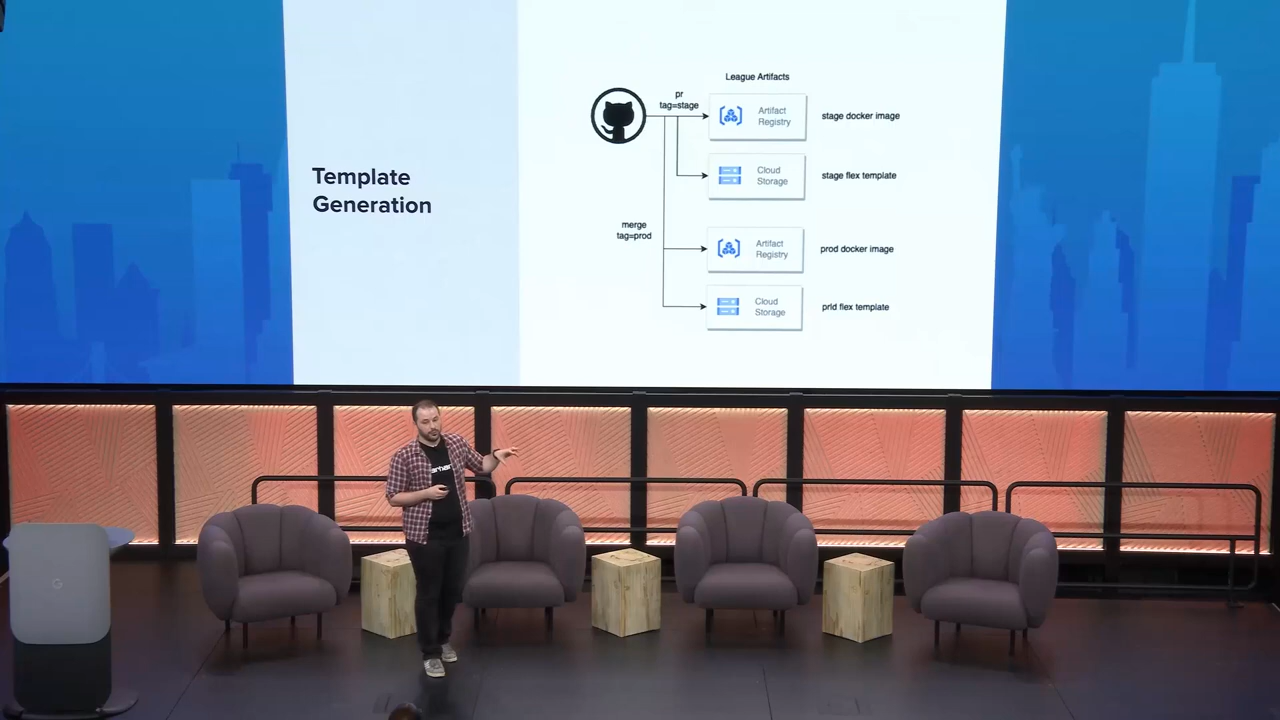 Template
Generation
League Artifacts
pr
tag=stage
Artifact
Registry
stage docker image
Cloud
Storage
stage flex template
merge
tag=prod
Artifact
Registry
prod docker image
Cloud
Storage
prld flex template
G